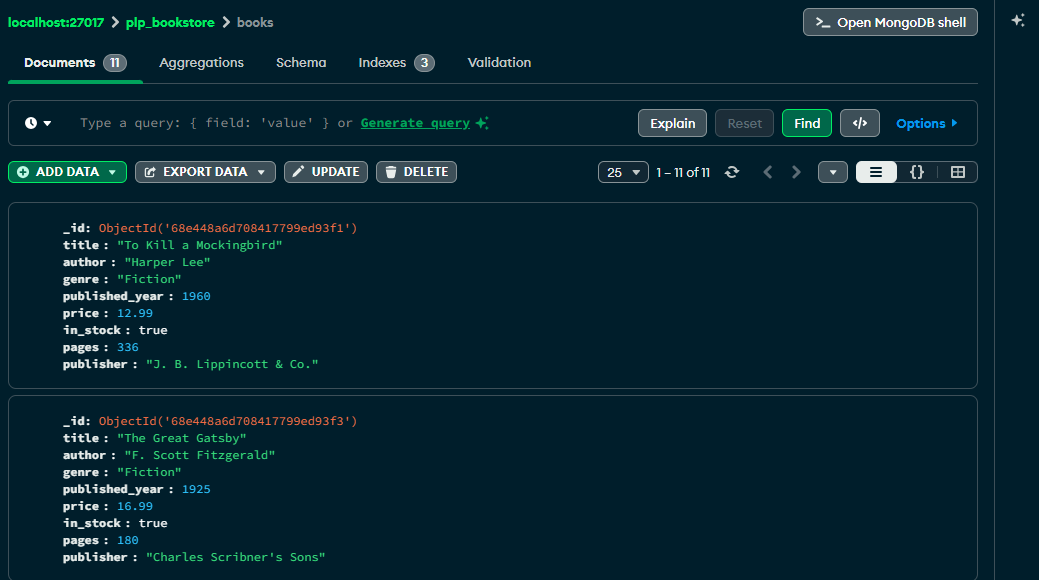 localhost:27017 > plp_bookstore > books
>_ Open MongoDB shell
Documents 11 Aggregations Schema Indexes 3 Validation
Type a query: { field: 'value' } or Generate query
Explain Reset Find </> Options
ADD DATA EXPORT DATA UPDATE DELETE 25 1 – 11 of 11 {}
_id: ObjectId('68e448a6d708417799ed93f1')
title : "To Kill a Mockingbird"
author : "Harper Lee"
genre : "Fiction"
published_year : 1960
price : 12.99
in_stock : true
pages : 336
publisher : "J. B. Lippincott & Co."
_id: ObjectId('68e448a6d708417799ed93f3')
title : "The Great Gatsby"
author : "F. Scott Fitzgerald"
genre : "Fiction"
published_year : 1925
price : 16.99
in_stock : true
pages : 180
publisher : "Charles Scribner's Sons"